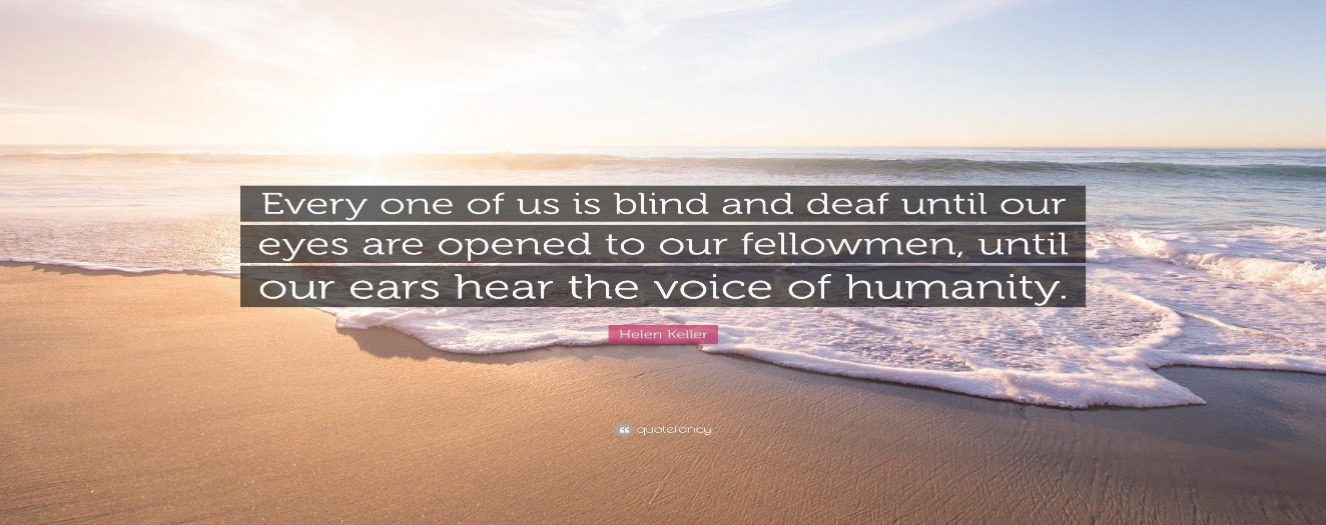 Every one of us is blind and deaf until our
eyes are opened to our fellowmen, until
our ears hear the voice of humanity.
Helen Keller
quotefancy